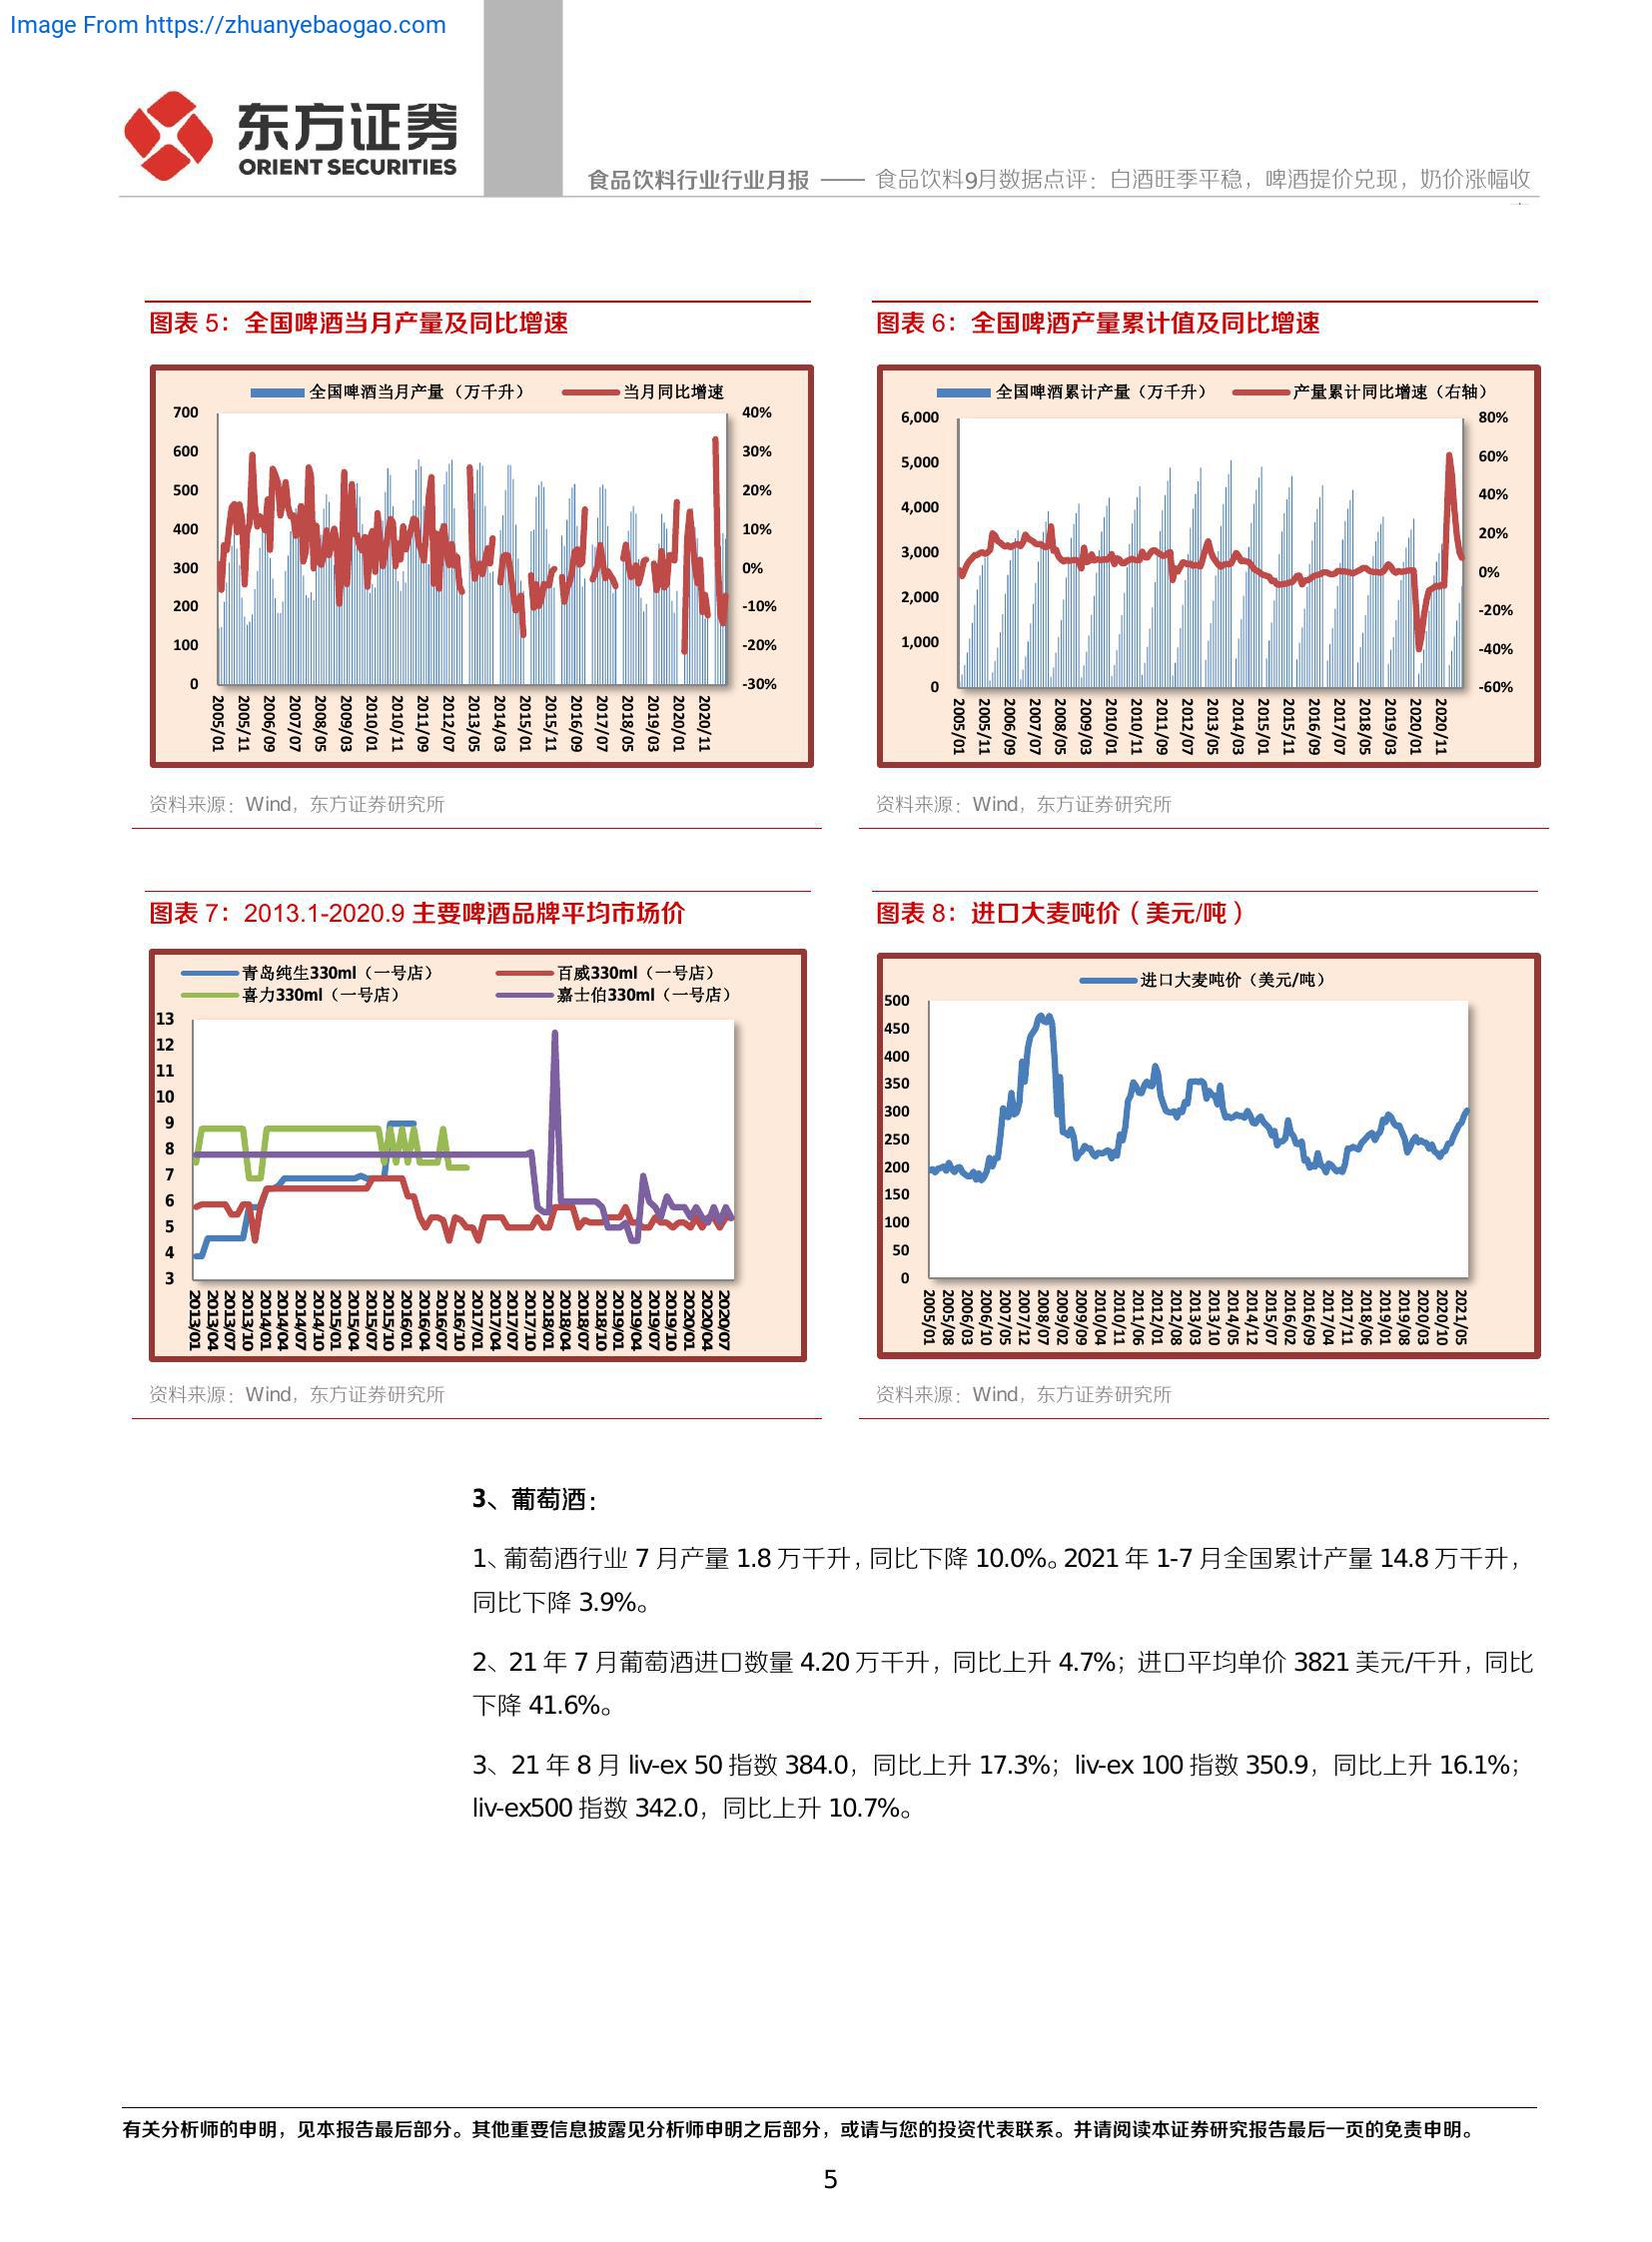 Image From https://zhuanyebaogao.com
东方证券
ORIENT SECURITIES
食品饮料行业行业月报 —— 食品饮料9月数据点评：白酒旺季平稳，啤酒提价兑现，奶价涨幅收
图表 5：全国啤酒当月产量及同比增速
全国啤酒当月产量（万千升） 当月同比增速
700 40%
600 30%
500 20%
400 10%
300 0%
200 -10%
100 -20%
0 -30%
2005/01 2005/11 2006/09 2007/07 2008/05 2009/03 2010/01 2010/11 2011/09 2012/07 2013/05 2014/03 2015/01 2015/11 2016/09 2017/07 2018/05 2019/03 2020/01 2020/11
资料来源：Wind，东方证券研究所
图表 6：全国啤酒产量累计值及同比增速
全国啤酒累计产量（万千升） 产量累计同比增速（右轴）
6,000 80%
5,000 60%
4,000 40%
3,000 20%
2,000 0%
1,000 -20%
0 -40%
-60%
2005/01 2005/11 2006/09 2007/07 2008/05 2009/03 2010/01 2010/11 2011/09 2012/07 2013/05 2014/03 2015/01 2015/11 2016/09 2017/07 2018/05 2019/03 2020/01 2020/11
资料来源：Wind，东方证券研究所
图表 7：2013.1-2020.9 主要啤酒品牌平均市场价
青岛纯生330ml（一号店） 百威330ml（一号店）
喜力330ml（一号店） 嘉士伯330ml（一号店）
13
12
11
10
9
8
7
6
5
4
3
2013/01 2013/04 2013/07 2013/10 2014/01 2014/04 2014/07 2014/10 2015/01 2015/04 2015/07 2015/10 2016/01 2016/04 2016/07 2016/10 2017/01 2017/04 2017/07 2017/10 2018/01 2018/04 2018/07 2018/10 2019/01 2019/04 2019/07 2019/10 2020/01 2020/04 2020/07
资料来源：Wind，东方证券研究所
图表 8：进口大麦吨价（美元/吨）
进口大麦吨价（美元/吨）
500
450
400
350
300
250
200
150
100
50
0
2005/01 2005/08 2006/03 2006/10 2007/05 2007/12 2008/07 2009/02 2009/09 2010/04 2010/11 2011/06 2012/01 2012/08 2013/03 2013/10 2014/05 2014/12 2015/07 2016/02 2016/09 2017/04 2017/11 2018/06 2019/01 2019/08 2020/03 2020/10 2021/05
资料来源：Wind，东方证券研究所
3、葡萄酒：
1、葡萄酒行业 7 月产量 1.8 万千升，同比下降 10.0%。2021 年 1-7 月全国累计产量 14.8 万千升，
同比下降 3.9%。
2、21 年 7 月葡萄酒进口数量 4.20 万千升，同比上升 4.7%；进口平均单价 3821 美元/千升，同比
下降 41.6%。
3、21 年 8 月 liv-ex 50 指数 384.0，同比上升 17.3%；liv-ex 100 指数 350.9，同比上升 16.1%；
liv-ex500 指数 342.0，同比上升 10.7%。
有关分析师的申明，见本报告最后部分。其他重要信息披露见分析师申明之后部分，或请与您的投资代表联系。并请阅读本证券研究报告最后一页的免责申明。
5